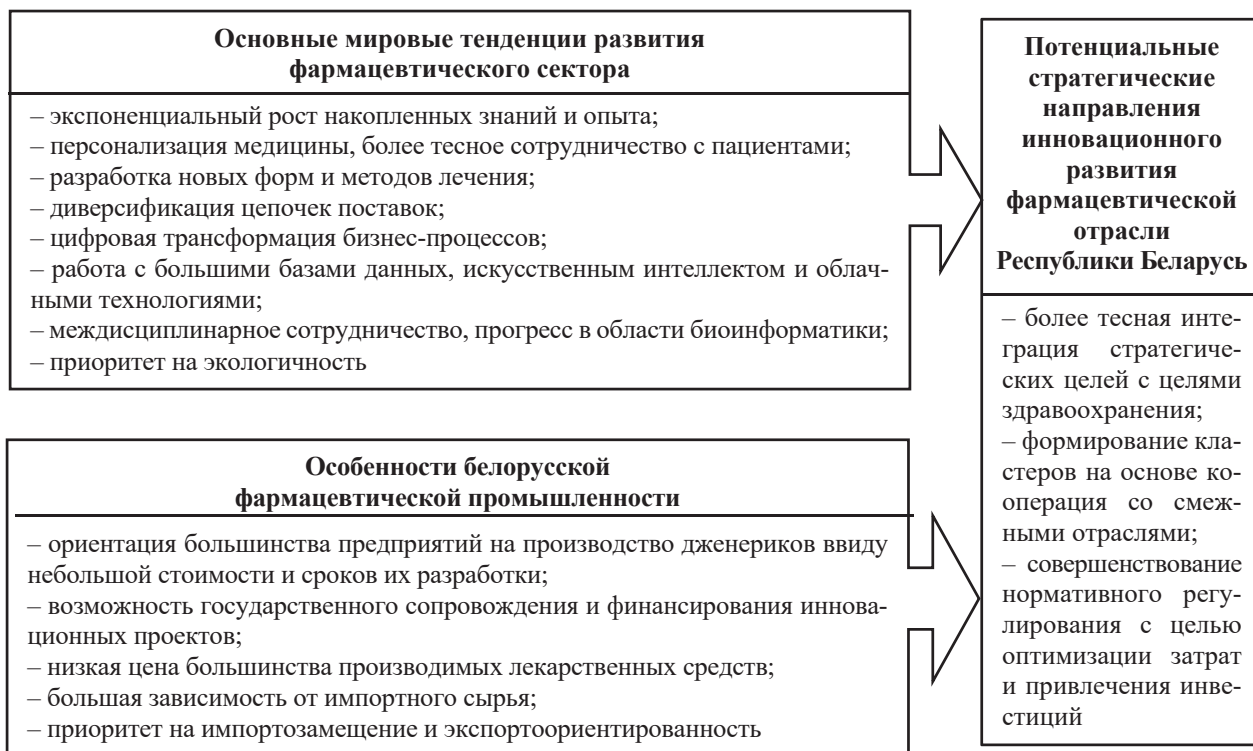 Основные мировые тенденции развития
фармацевтического сектора
– экспоненциальный рост накопленных знаний и опыта;
– персонализация медицины, более тесное сотрудничество с пациентами;
– разработка новых форм и методов лечения;
– диверсификация цепочек поставок;
– цифровая трансформация бизнес-процессов;
– работа с большими базами данных, искусственным интеллектом и облач-
ными технологиями;
– междисциплинарное сотрудничество, прогресс в области биоинформатики;
– приоритет на экологичность
Особенности белорусской
фармацевтической промышленности
– ориентация большинства предприятий на производство дженериков ввиду
небольшой стоимости и сроков их разработки;
– возможность государственного сопровождения и финансирования иннова-
ционных проектов;
– низкая цена большинства производимых лекарственных средств;
– большая зависимость от импортного сырья;
– приоритет на импортозамещение и экспортоориентированность
Потенциальные
стратегические
направления
инновационного
развития
фармацевтической
отрасли
Республики Беларусь
– более тесная инте-
грация стратегиче-
ских целей с целями
здравоохранения;
– формирование кла-
стеров на основе ко-
операция со смеж-
ными отраслями;
– совершенствование
нормативного регу-
лирования с целью
оптимизации затрат
и привлечения инве-
стиций